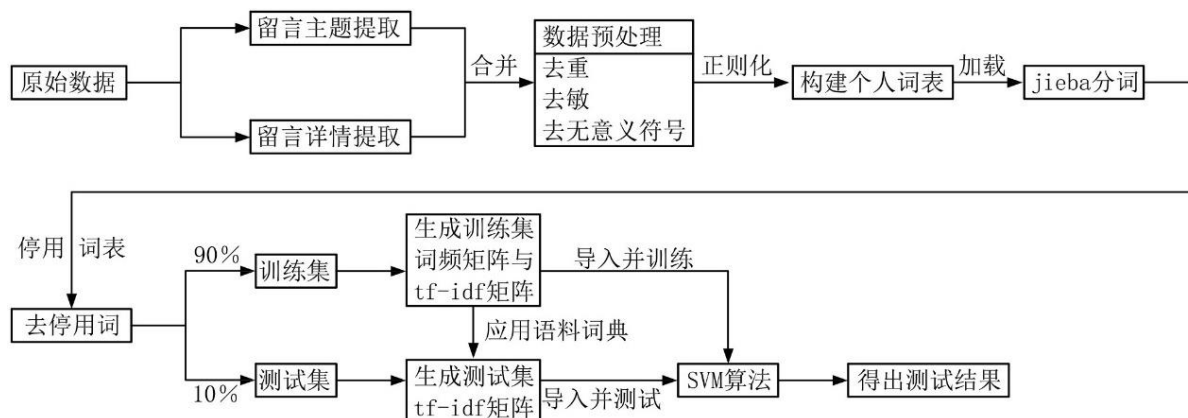 原始数据
留言主题提取
留言详情提取
合并
数据预处理
去重
去敏
去无意义符号
正则化
构建个人词表
加载
jieba分词
停用 词表
去停用词
90%
训练集
生成训练集
词频矩阵与
tf-idf矩阵
导入并训练
应用语料词典
10%
测试集
生成测试集
tf-idf矩阵
导入并测试
SVM算法
得出测试结果